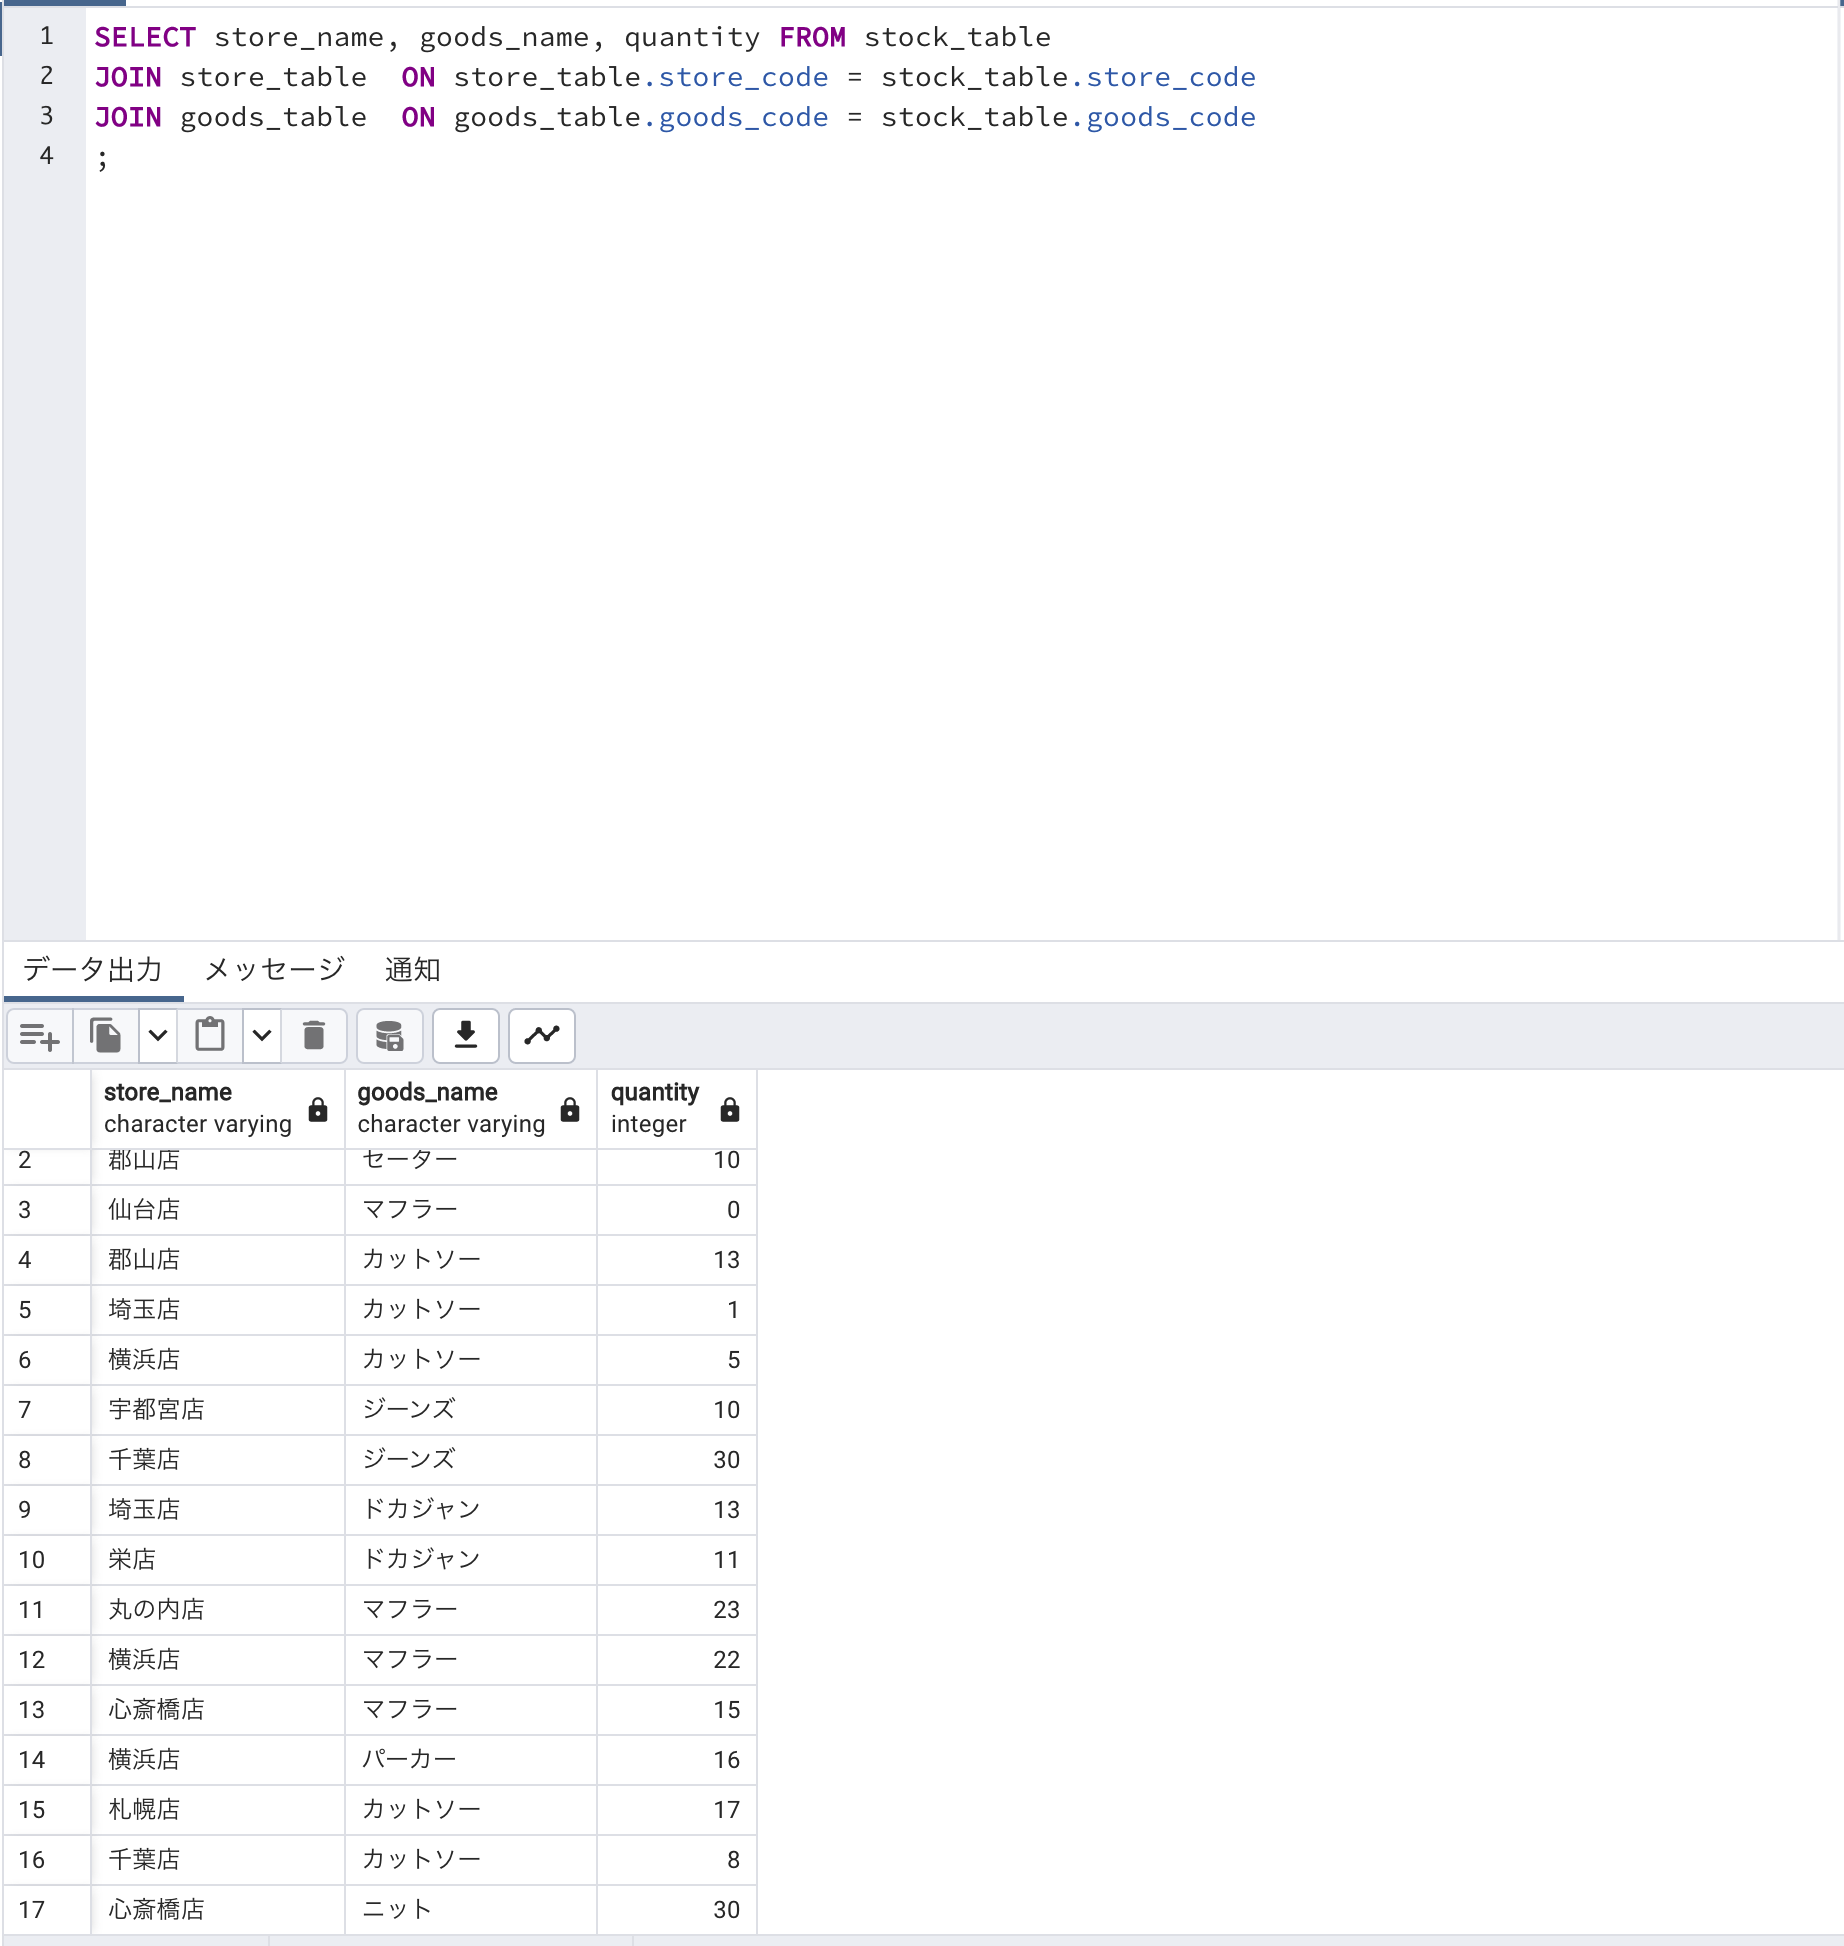 1 SELECT store_name, goods_name, quantity FROM stock_table
2 JOIN store_table  ON store_table.store_code = stock_table.store_code
3 JOIN goods_table  ON goods_table.goods_code = stock_table.goods_code
4 ;
データ出力 メッセージ 通知
store_name goods_name quantity
character varying character varying integer
2 郡山店 セーター 10
3 仙台店 マフラー 0
4 郡山店 カットソー 13
5 埼玉店 カットソー 1
6 横浜店 カットソー 5
7 宇都宮店 ジーンズ 10
8 千葉店 ジーンズ 30
9 埼玉店 ドカジャン 13
10 栄店 ドカジャン 11
11 丸の内店 マフラー 23
12 横浜店 マフラー 22
13 心斎橋店 マフラー 15
14 横浜店 パーカー 16
15 札幌店 カットソー 17
16 千葉店 カットソー 8
17 心斎橋店 ニット 30